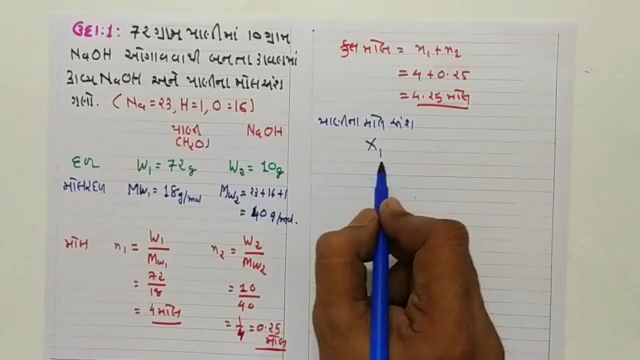 ઉદા:1: 72 ગ્રામ પાણીમાં 10 ગ્રામ
NaOH ઓગાળવાથી બનતા દ્રાવણમાં
દ્રાવ્ય NaOH અને પાણીના મોલઅંશ
ગણો. (Na = 23, H = 1, O = 16)
પાણી NaOH
(H2O)
દળ W1 = 72g W2 = 10g
મોલરદળ MW1 = 18 g/mol MW2 = 23 + 16 + 1
= 40 g/mol.
મોલ n1 = W1/MW1 n2 = W2/MW2
= 72/18 = 10/40
= 4 મોલ = 1/4 = 0.25 મોલ
કુલ મોલ = n1 + n2
= 4 + 0.25
= 4.25 મોલ
પાણીના મોલ અંશ
X1